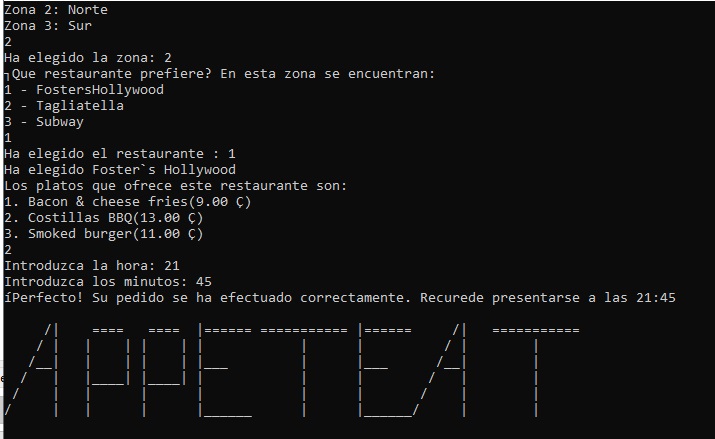 Zona 2: Norte
Zona 3: Sur
2
Ha elegido la zona: 2
┐Que restaurante prefiere? En esta zona se encuentran:
1 - FostersHollywood
2 - Tagliatella
3 - Subway
1
Ha elegido el restaurante : 1
Ha elegido Foster`s Hollywood
Los platos que ofrece este restaurante son:
1. Bacon & cheese fries(9.00 Ç)
2. Costillas BBQ(13.00 Ç)
3. Smoked burger(11.00 Ç)
2
Introduzca la hora: 21
Introduzca los minutos: 45
íPerfecto! Su pedido se ha efectuado correctamente. Recurede presentarse a las 21:45
APPETEAT